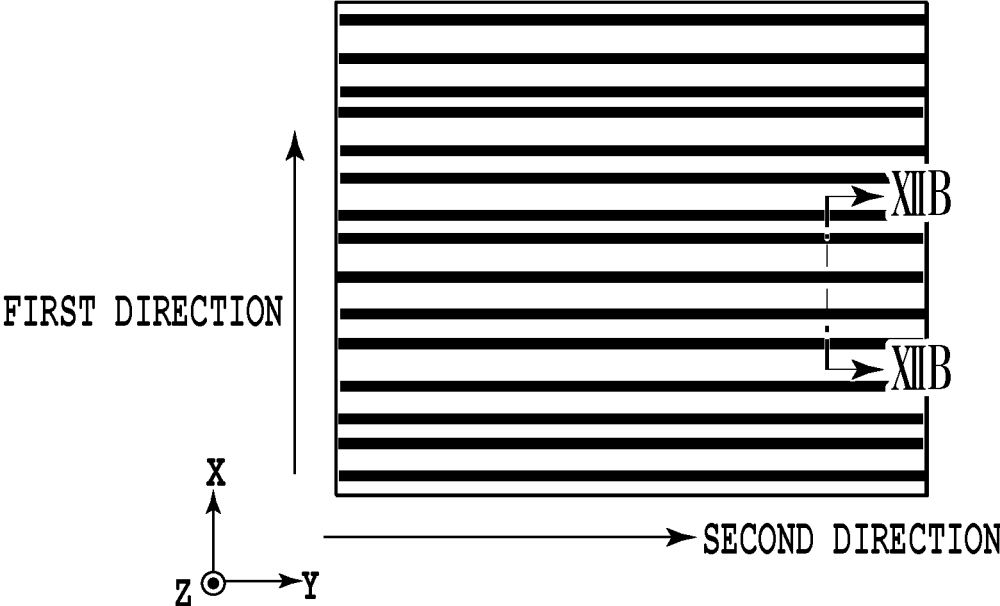 XIIB
FIRST DIRECTION
XIIB
X
Z
Y
SECOND DIRECTION